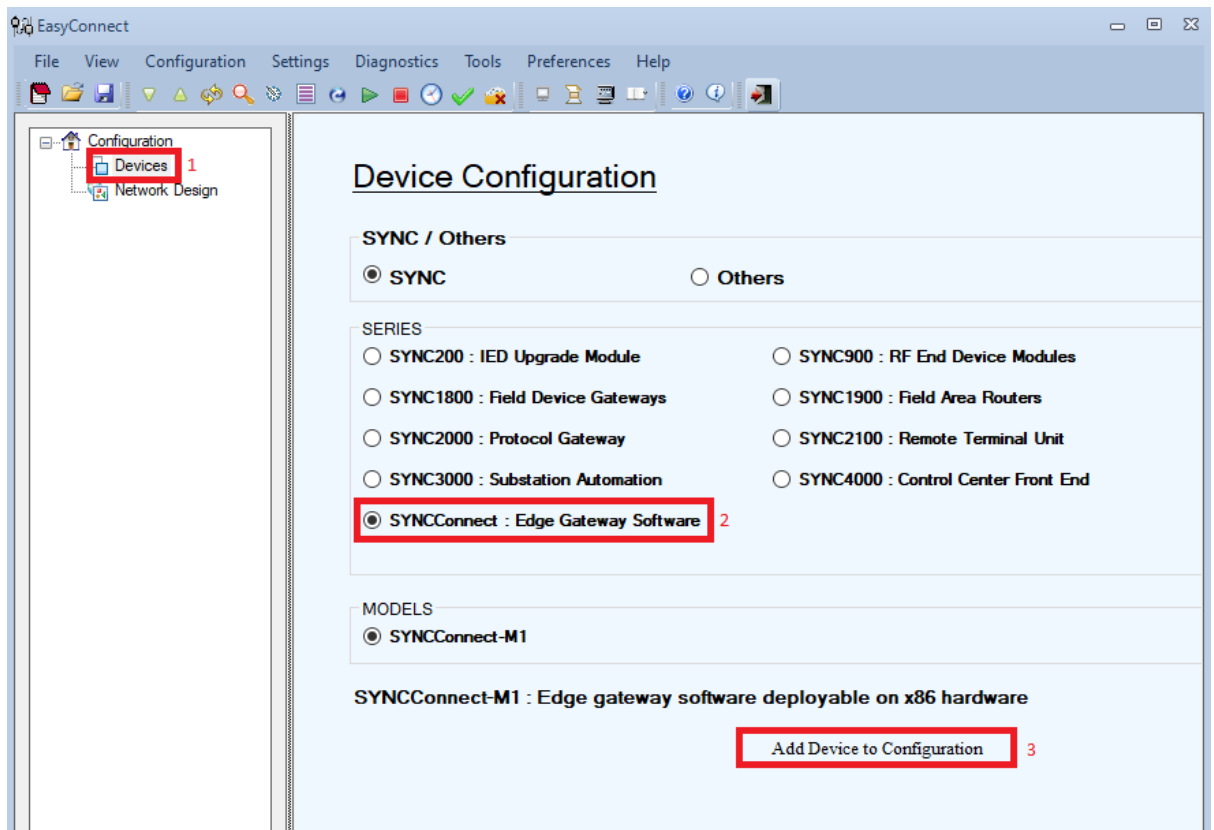 EasyConnect
File View Configuration Settings Diagnostics Tools Preferences Help
Configuration
Devices 1
Network Design
Device Configuration
SYNC / Others
SYNC Others
SERIES
SYNC200 : IED Upgrade Module SYNC900 : RF End Device Modules
SYNC1800 : Field Device Gateways SYNC1900 : Field Area Routers
SYNC2000 : Protocol Gateway SYNC2100 : Remote Terminal Unit
SYNC3000 : Substation Automation SYNC4000 : Control Center Front End
SYNCConnect : Edge Gateway Software 2
MODELS
SYNCConnect-M1
SYNCConnect-M1 : Edge gateway software deployable on x86 hardware
Add Device to Configuration 3